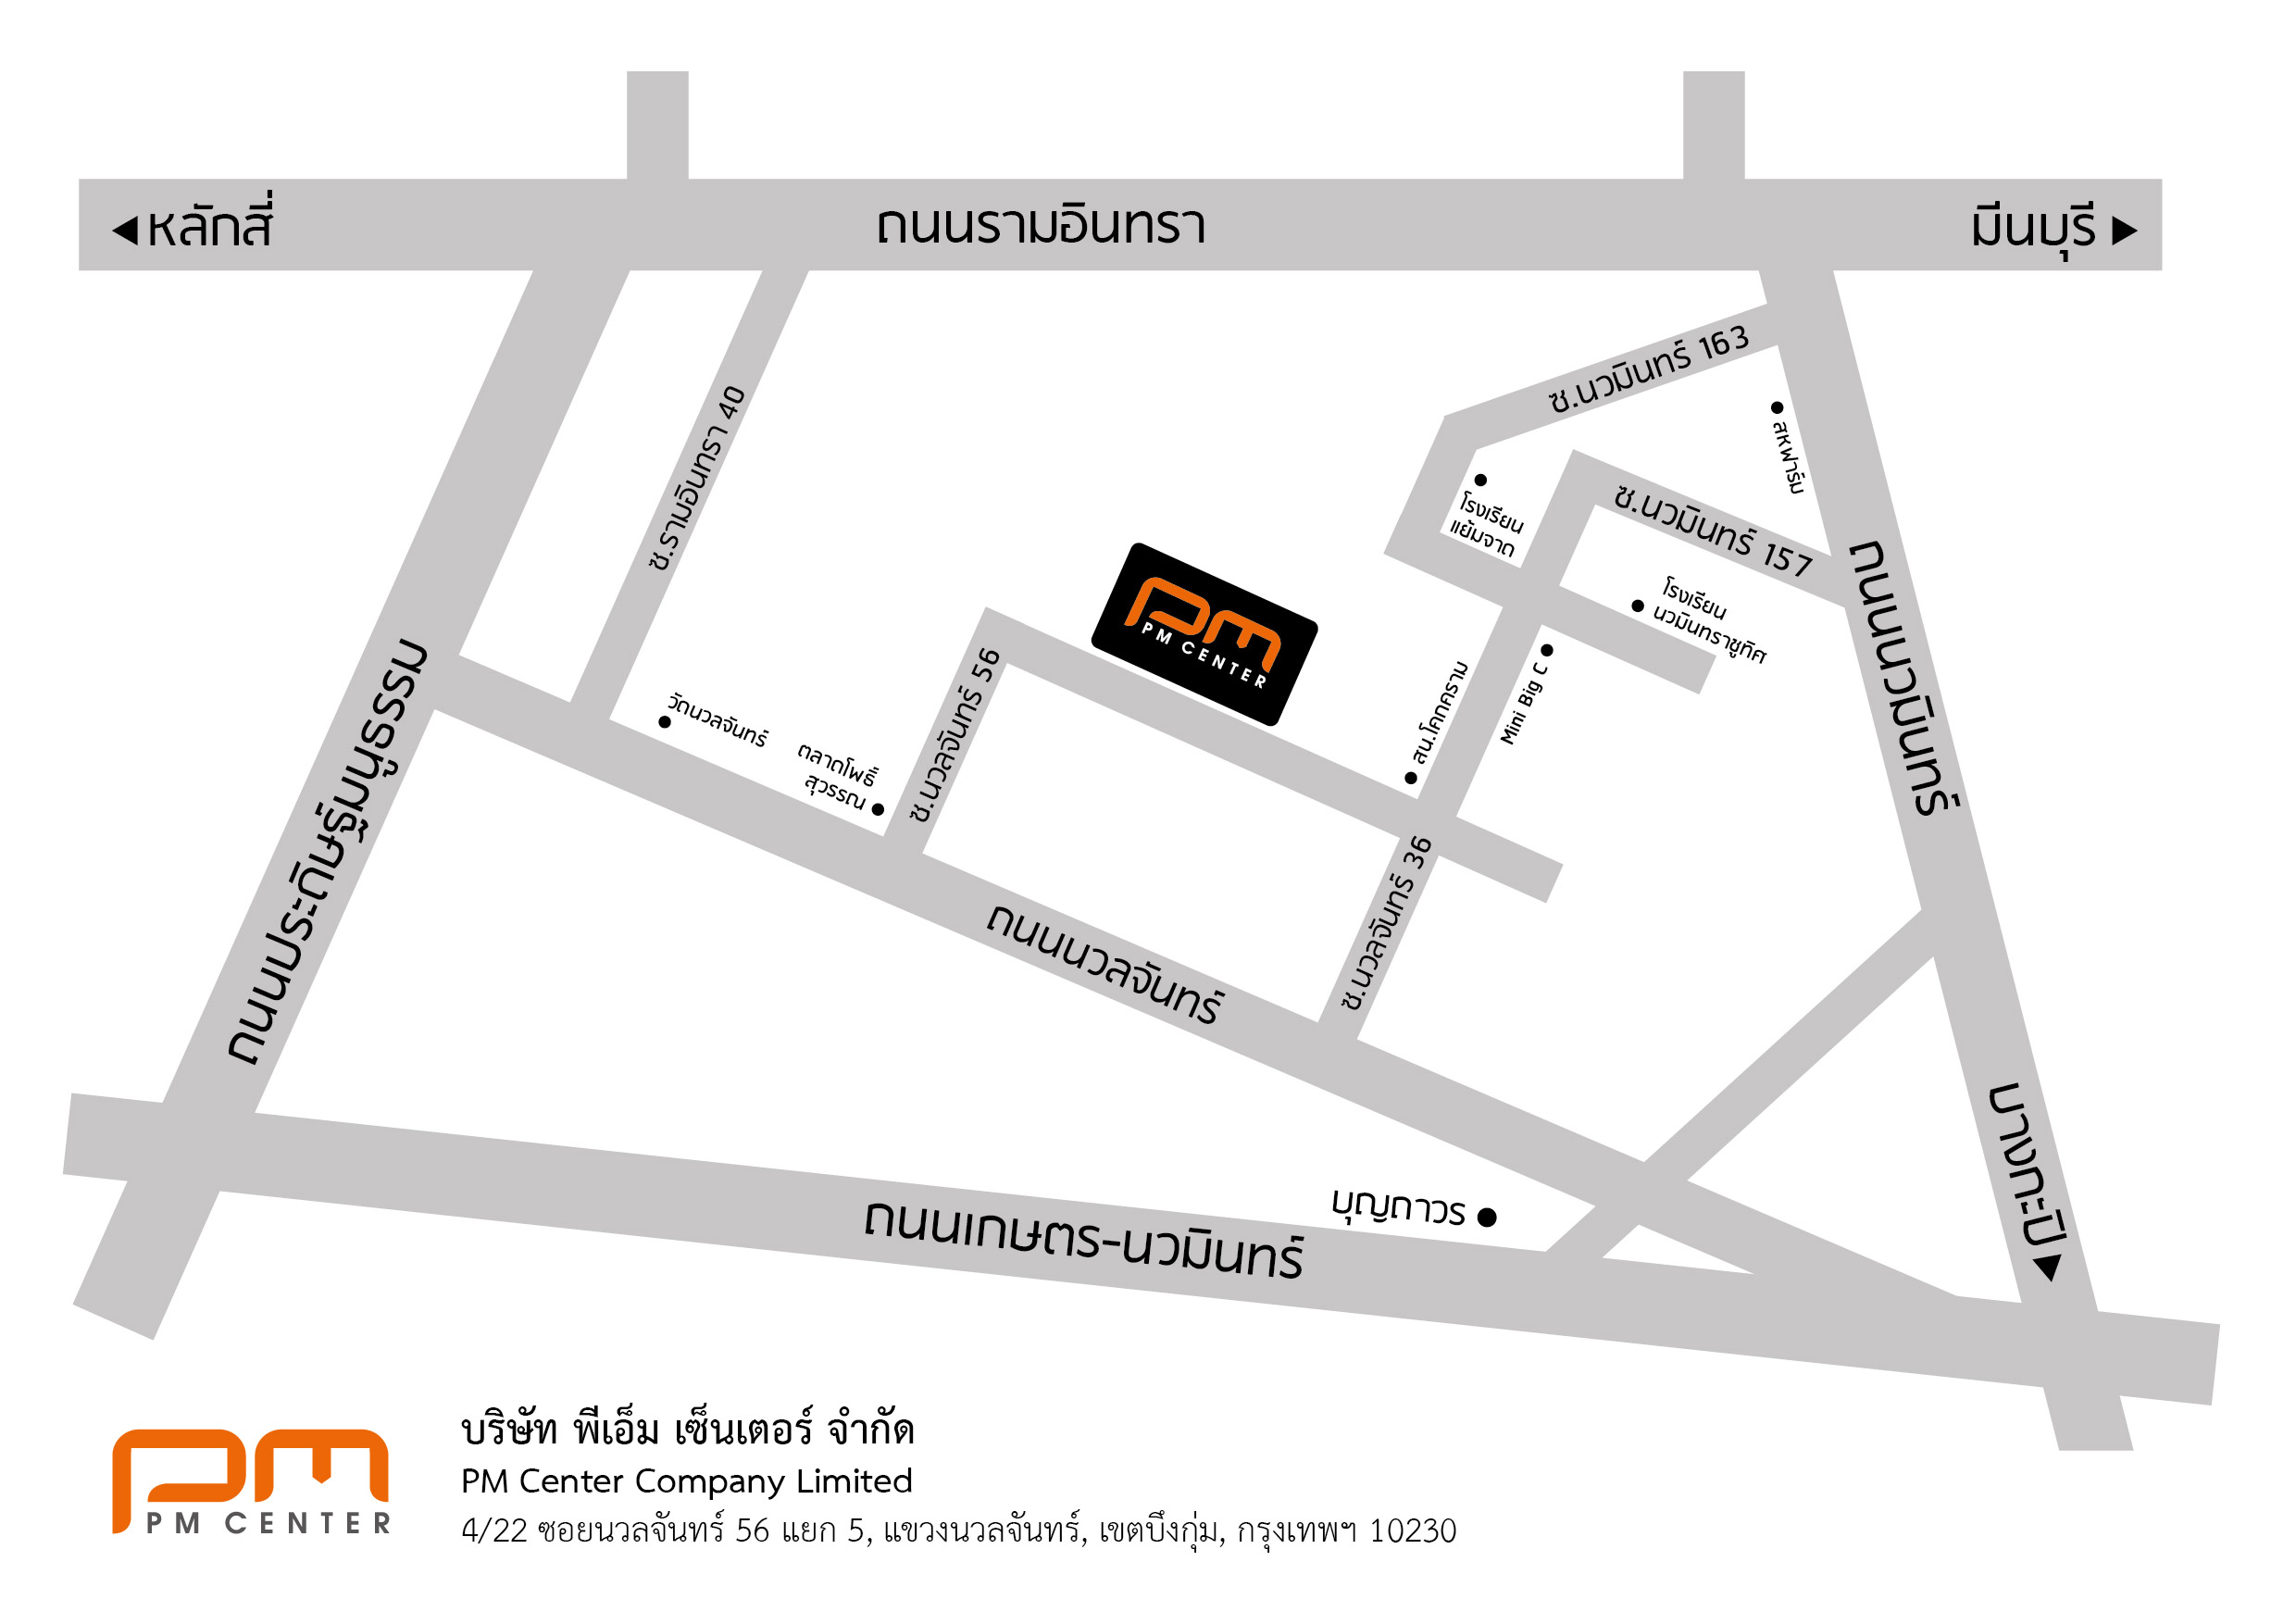 หลักสี่
ถนนรามอินทรา
มีนบุรี
ซ.รามอินทรา 40
ซ.นวมินทร์ 163
สหฟาร์ม
โรงเรียน
แย้มจาด
ซ.นวมินทร์ 157
โรงเรียน
นวมินทราชูทิศ
PM CENTER
ถนนประดิษฐ์มนูธรรม
วัดนวลจันทร์
ตลาดโพธิ์
สุวรรณ
ซ.นวลจันทร์ 56
สน.โคกคราม
Mini Big C
ถนนนวมินทร์
ซ.นวลจันทร์ 36
ถนนนวลจันทร์
บางกะปิ
บุญถาวร
ถนนเกษตร-นวมินทร์
PM CENTER
บริษัท พีเอ็ม เซ็นเตอร์ จำกัด
PM Center Company Limited
4/22 ซอยนวลจันทร์ 56 แยก 5, แขวงนวลจันทร์, เขตบึงกุ่ม, กรุงเทพฯ 10230